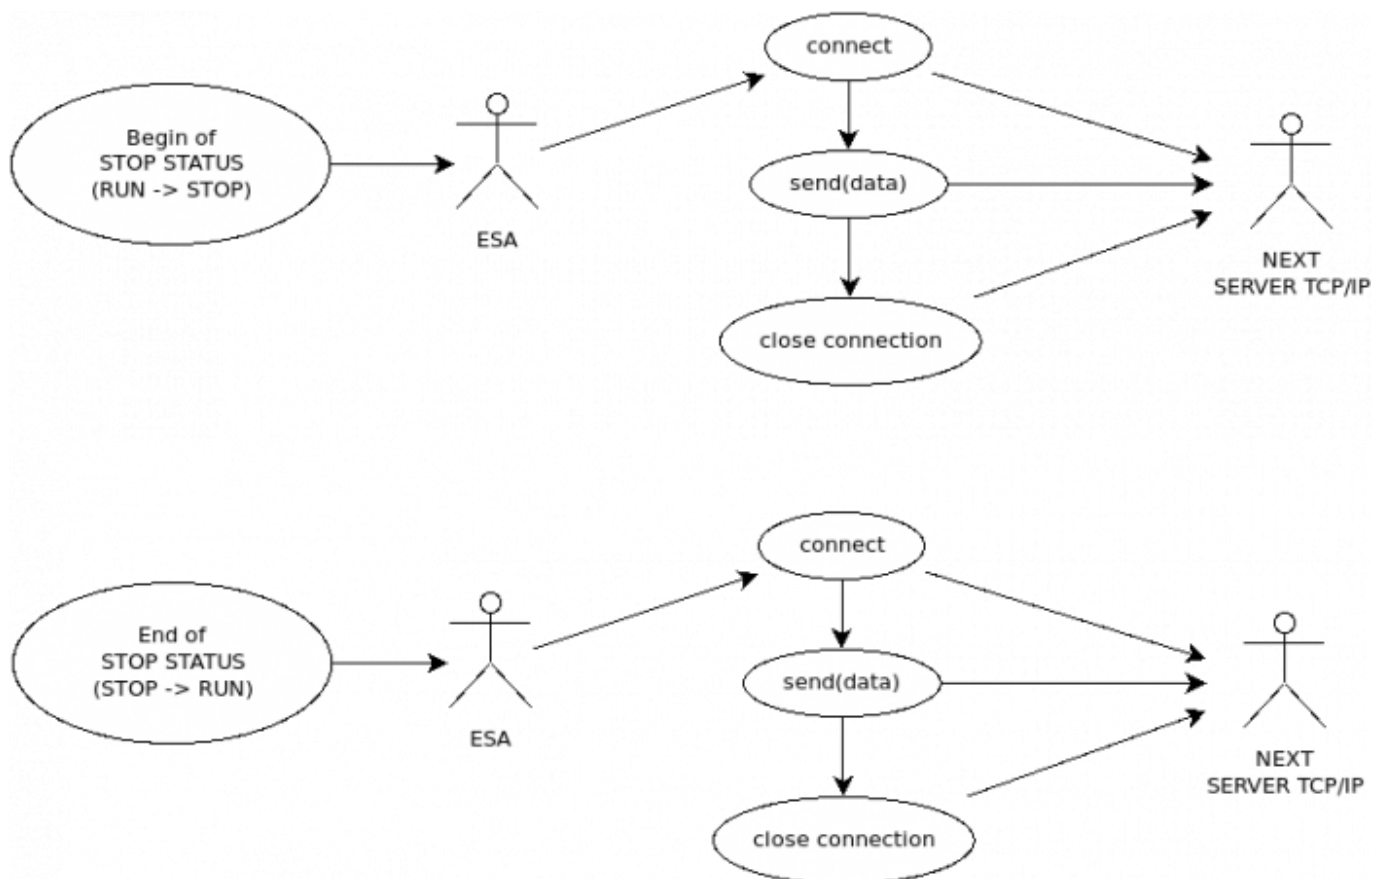 connect
Begin of
STOP STATUS
(RUN -> STOP)
ESA
send(data)
NEXT
SERVER TCP/IP
close connection
connect
End of
STOP STATUS
(STOP -> RUN)
ESA
send(data)
NEXT
SERVER TCP/IP
close connection